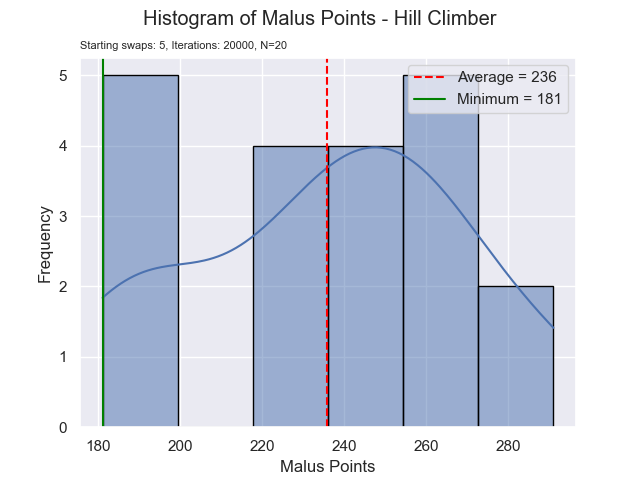 Histogram of Malus Points - Hill Climber
Starting swaps: 5, Iterations: 20000, N=20
Average = 236
Minimum = 181
5
4
3
2
1
0
Frequency
180 200 220 240 260 280
Malus Points